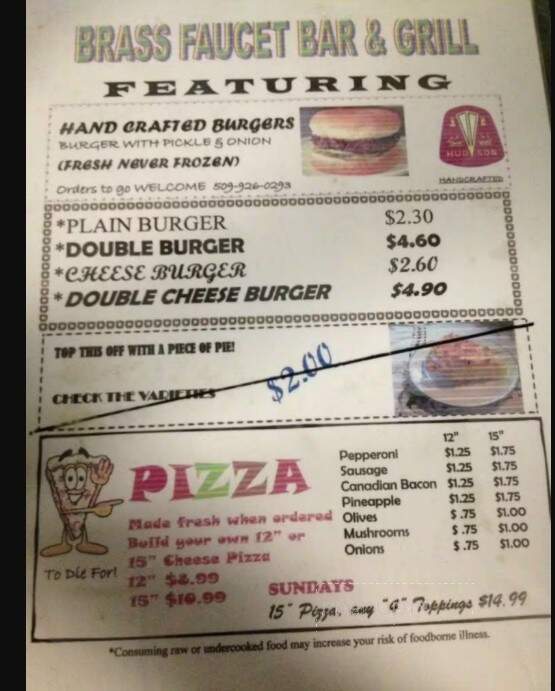 BRASS FAUCET BAR & GRILL
FEATURING
HAND CRAFTED BURGERS
BURGER WITH PICKLE & ONION
(FRESH NEVER FROZEN)
Orders to go WELCOME 509-926-0293
HUDSON
HANDCRAFTED
*PLAIN BURGER $2.30
*DOUBLE BURGER $4.60
*CHEESE BURGER $2.60
*DOUBLE CHEESE BURGER $4.90
TOP THIS OFF WITH A PIECE OF PIE!
CHECK THE VARIETIES $2.00
12" 15"
Pepperoni $1.25 $1.75
Sausage $1.25 $1.75
Canadian Bacon $1.25 $1.75
Pineapple $1.25 $1.75
Olives $.75 $1.00
Mushrooms $.75 $1.00
Onions $.75 $1.00
PIZZA
Made fresh when ordered
Build your own 12" or
15" Cheese Pizza
12" $8.99
15" $10.99
To Die For!
SUNDAYS
15" Pizza, any "4" Toppings $14.99
*Consuming raw or undercooked food may increase your risk of foodborne illness.